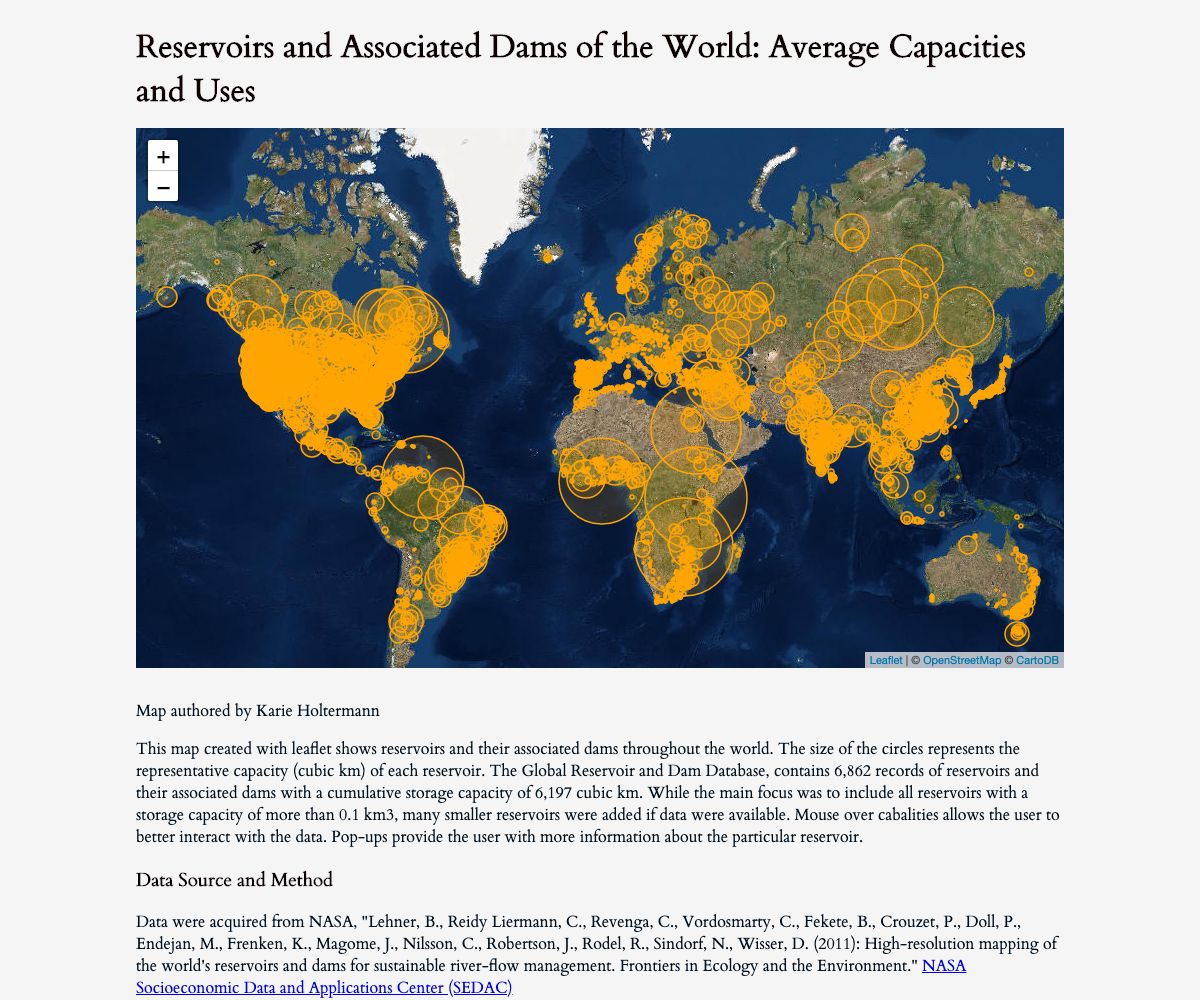 Reservoirs and Associated Dams of the World: Average Capacities
and Uses
+
−
Leaflet | © OpenStreetMap © CartoDB
Map authored by Karie Holtermann
This map created with leaflet shows reservoirs and their associated dams throughout the world. The size of the circles represents the
representative capacity (cubic km) of each reservoir. The Global Reservoir and Dam Database, contains 6,862 records of reservoirs and
their associated dams with a cumulative storage capacity of 6,197 cubic km. While the main focus was to include all reservoirs with a
storage capacity of more than 0.1 km3, many smaller reservoirs were added if data were available. Mouse over cabalities allows the user to
better interact with the data. Pop-ups provide the user with more information about the particular reservoir.
Data Source and Method
Data were acquired from NASA, "Lehner, B., Reidy Liermann, C., Revenga, C., Vordosmarty, C., Fekete, B., Crouzet, P., Doll, P.,
Endejan, M., Frenken, K., Magome, J., Nilsson, C., Robertson, J., Rodel, R., Sindorf, N., Wisser, D. (2011): High-resolution mapping of
the world's reservoirs and dams for sustainable river-flow management. Frontiers in Ecology and the Environment." NASA
Socioeconomic Data and Applications Center (SEDAC)